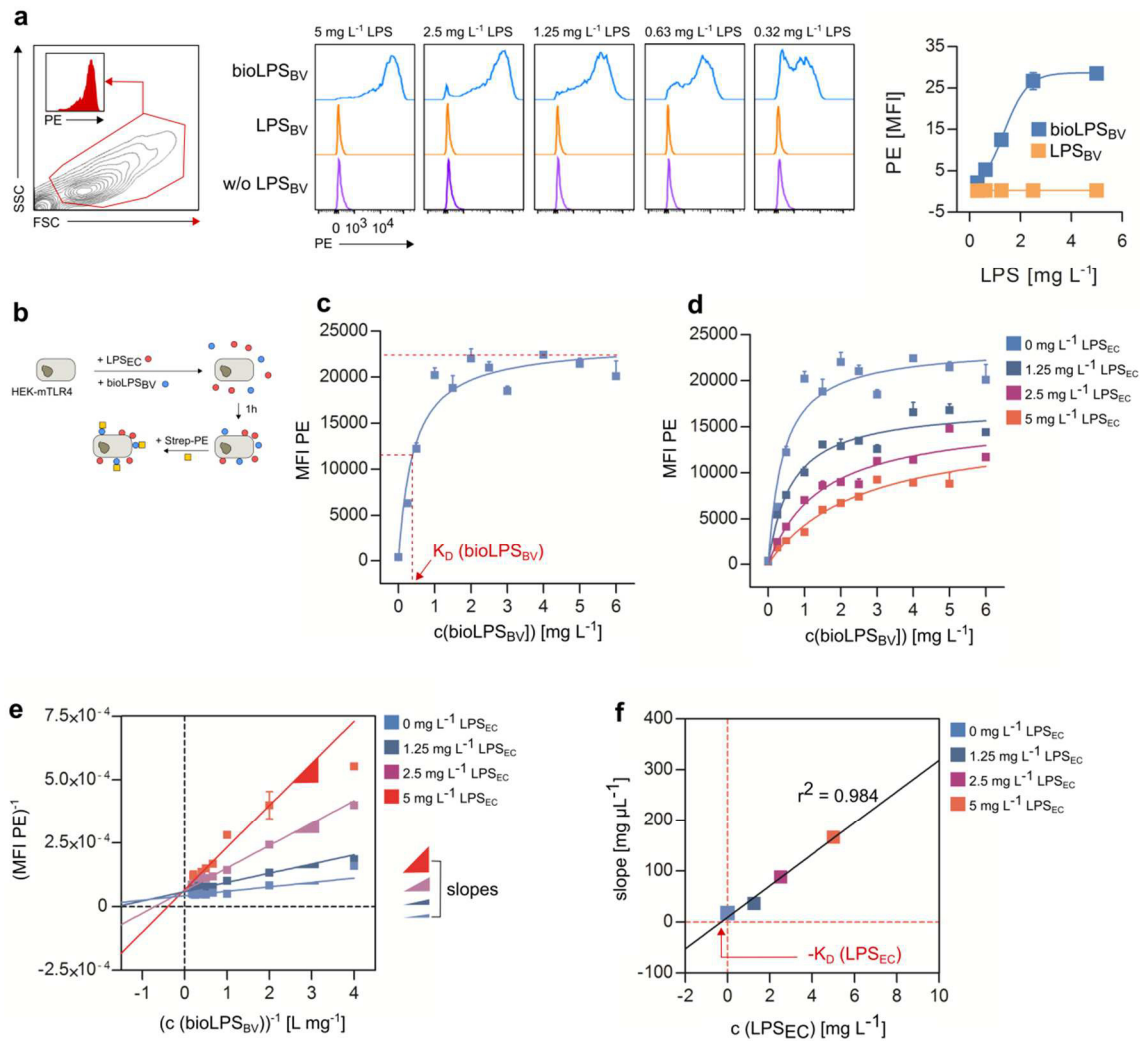 a
5 mg L⁻¹ LPS
2.5 mg L⁻¹ LPS
1.25 mg L⁻¹ LPS
0.63 mg L⁻¹ LPS
0.32 mg L⁻¹ LPS
SSC
PE
FSC
bioLPS_BV
LPS_BV
w/o LPS_BV
0 10³ 10⁴
PE
PE [MFI]
35
25
15
5
-5
bioLPS_BV
LPS_BV
0 2 4 6
LPS [mg L⁻¹]
b
+ LPS_EC
+ bioLPS_BV
HEK-mTLR4
1h
+ Strep-PE
c
MFI PE
25000
20000
15000
10000
5000
0
K_D (bioLPS_BV)
0 1 2 3 4 5 6
c(bioLPS_BV]) [mg L⁻¹]
d
MFI PE
25000
20000
15000
10000
5000
0
0 mg L⁻¹ LPS_EC
1.25 mg L⁻¹ LPS_EC
2.5 mg L⁻¹ LPS_EC
5 mg L⁻¹ LPS_EC
0 1 2 3 4 5 6
c(bioLPS_BV]) [mg L⁻¹]
e
(MFI PE)⁻¹
7.5×10⁻⁴
5.0×10⁻⁴
2.5×10⁻⁴
0
-2.5×10⁻⁴
0 mg L⁻¹ LPS_EC
1.25 mg L⁻¹ LPS_EC
2.5 mg L⁻¹ LPS_EC
5 mg L⁻¹ LPS_EC
slopes
-1 0 1 2 3 4
(c (bioLPS_BV))⁻¹ [L mg⁻¹]
f
slope [mg µL⁻¹]
400
300
200
100
0
-100
r² = 0.984
-K_D (LPS_EC)
0 mg L⁻¹ LPS_EC
1.25 mg L⁻¹ LPS_EC
2.5 mg L⁻¹ LPS_EC
5 mg L⁻¹ LPS_EC
-2 0 2 4 6 8 10
c (LPS_EC) [mg L⁻¹]